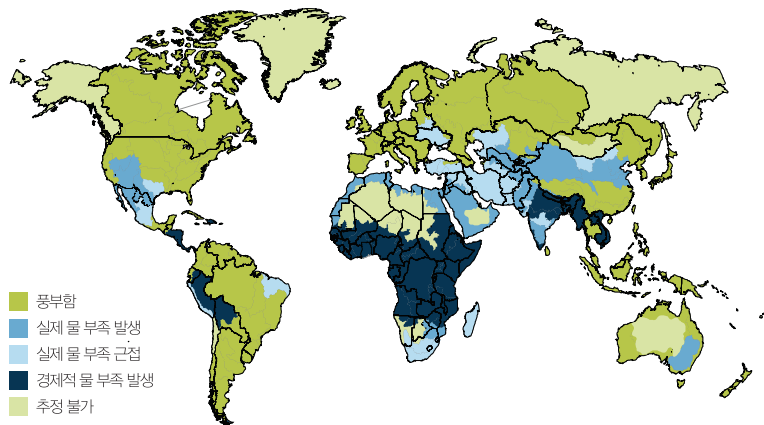 풍부함
실제 물 부족 발생
실제 물 부족 근접
경제적 물 부족 발생
추정 불가